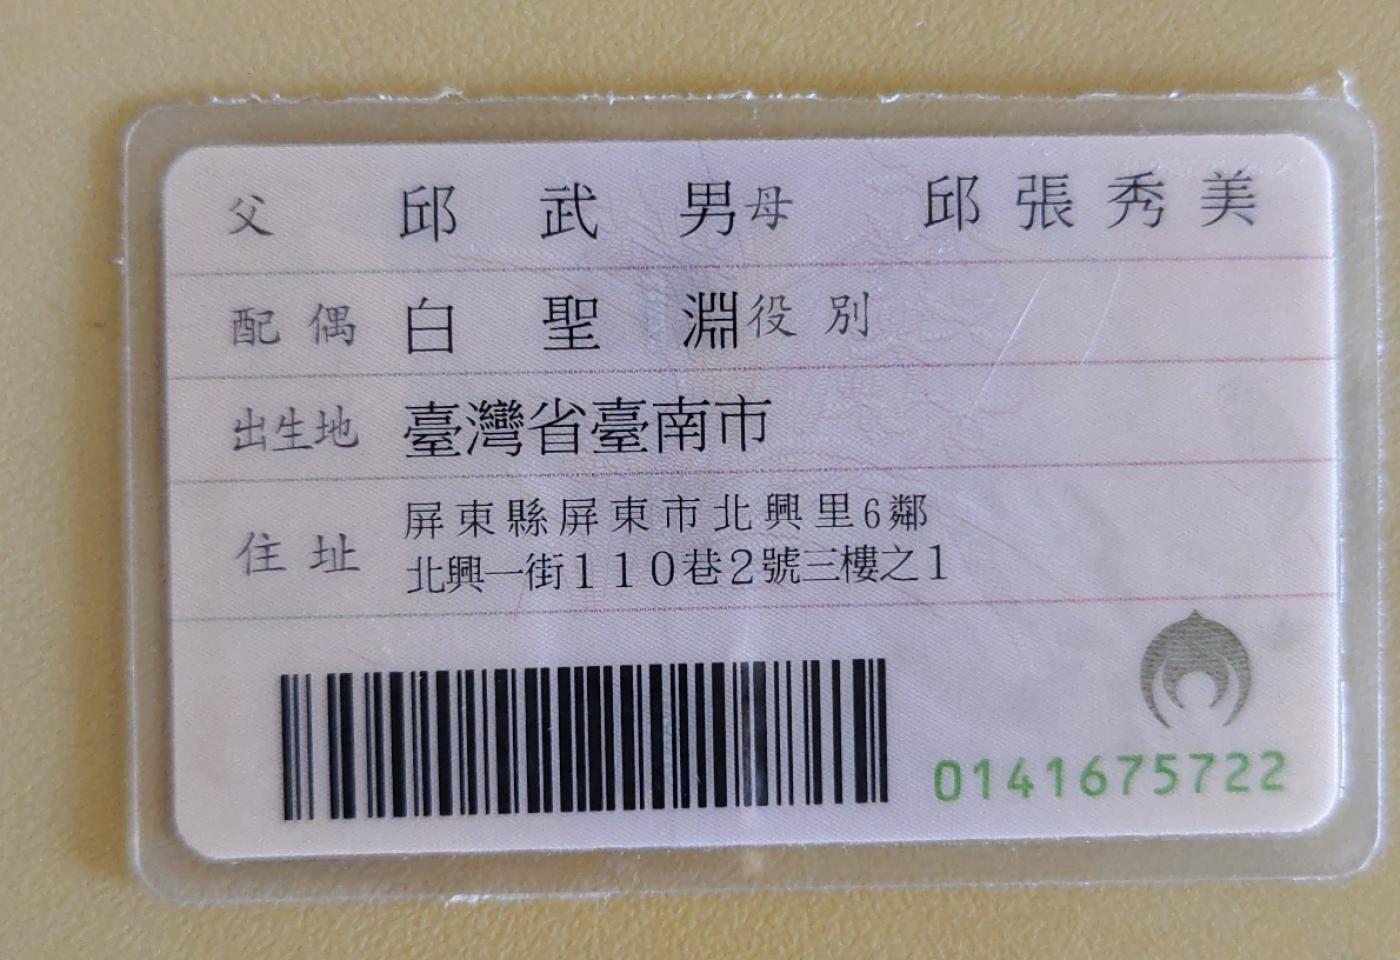 父 邱武男 母 邱張秀美
配偶 白聖淵 役別
出生地 臺灣省臺南市
住址 屏東縣屏東市北興里6鄰
北興一街110巷2號三樓之1
0141675722